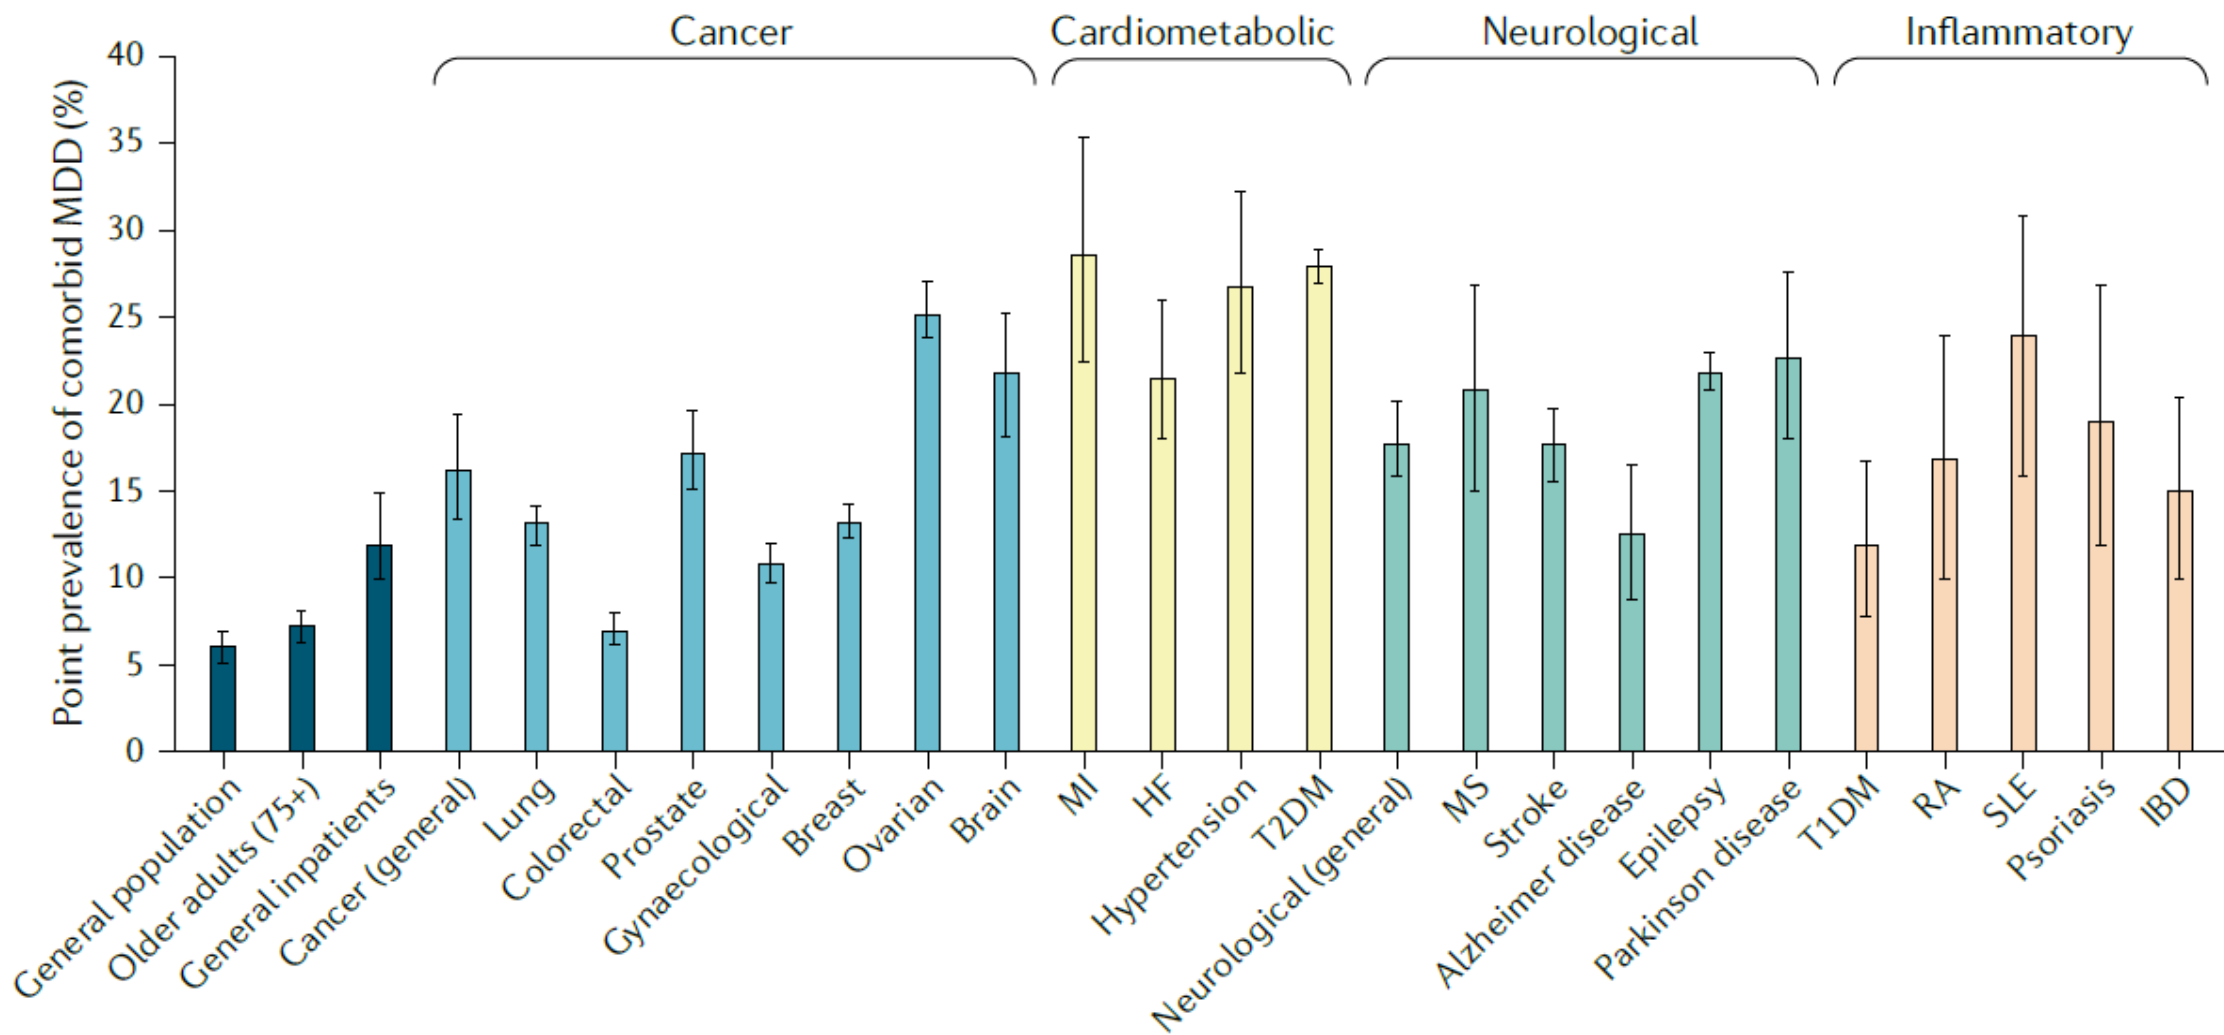 Cancer
Cardiometabolic
Neurological
Inflammatory
Point prevalence of comorbid MDD (%)
40
35
30
25
20
15
10
5
0
General population
Older adults (75+)
General inpatients
Cancer (general)
Lung
Colorectal
Prostate
Gynaecological
Breast
Ovarian
Brain
MI
HF
Hypertension
T2DM
Neurological (general)
MS
Stroke
Alzheimer disease
Epilepsy
Parkinson disease
T1DM
RA
SLE
Psoriasis
IBD